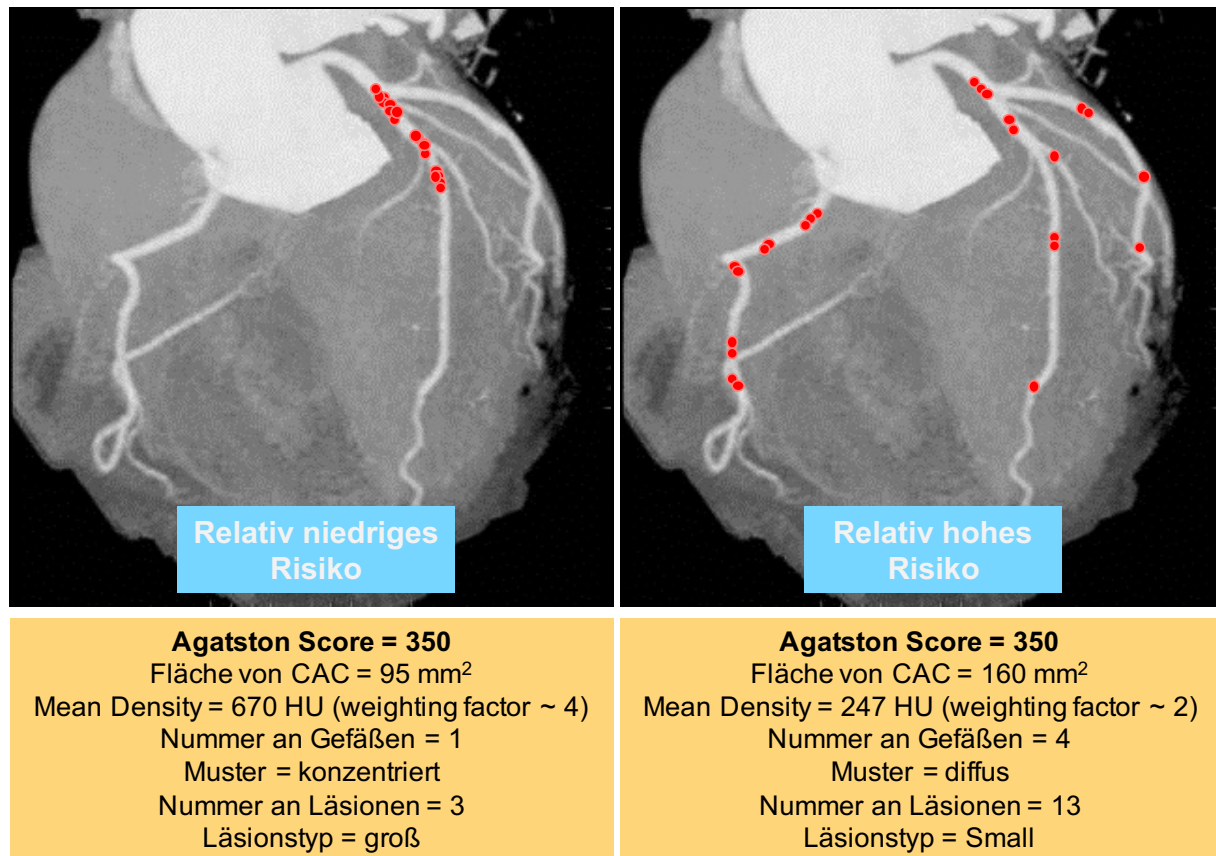 Relativ niedriges
Risiko
Relativ hohes
Risiko
Agatston Score = 350
Fläche von CAC = 95 mm²
Mean Density = 670 HU (weighting factor ~ 4)
Nummer an Gefäßen = 1
Muster = konzentriert
Nummer an Läsionen = 3
Läsionstyp = groß
Agatston Score = 350
Fläche von CAC = 160 mm²
Mean Density = 247 HU (weighting factor ~ 2)
Nummer an Gefäßen = 4
Muster = diffus
Nummer an Läsionen = 13
Läsionstyp = Small